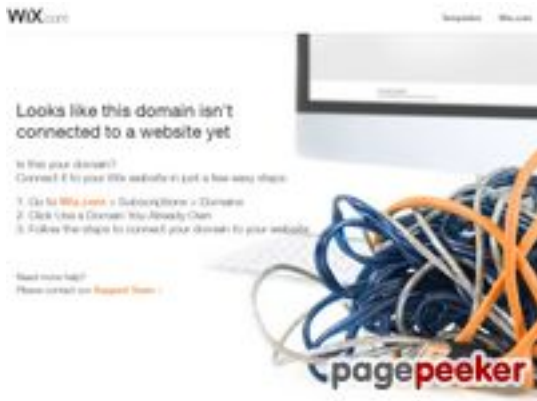 WiX.com
Templates Wix.com
Looks like this domain isn't
connected to a website yet
Is this your domain?
Connect it to your Wix website in just a few easy steps:
1. Go to Wix.com > Subscriptions > Domains
2. Click Use a Domain You Already Own
3. Follow the steps to connect your domain to your website
Need more help?
Please contact our Support Team >
pagepeeker